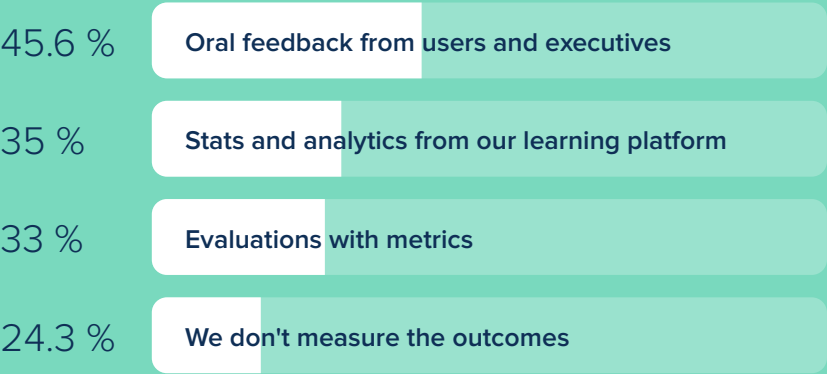 45.6 % Oral feedback from users and executives
35 % Stats and analytics from our learning platform
33 % Evaluations with metrics
24.3 % We don't measure the outcomes